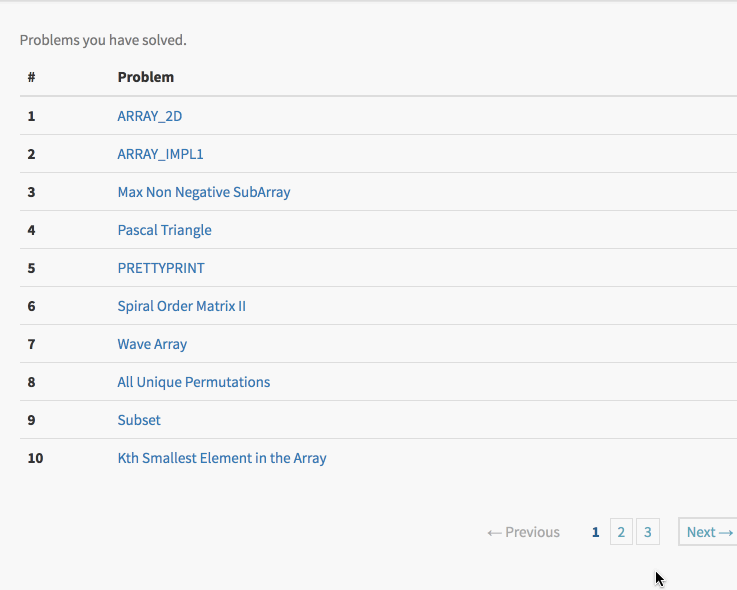 Problems you have solved.
# Problem
1 ARRAY_2D
2 ARRAY_IMPL1
3 Max Non Negative SubArray
4 Pascal Triangle
5 PRETTYPRINT
6 Spiral Order Matrix II
7 Wave Array
8 All Unique Permutations
9 Subset
10 Kth Smallest Element in the Array
← Previous 1 2 3 Next →